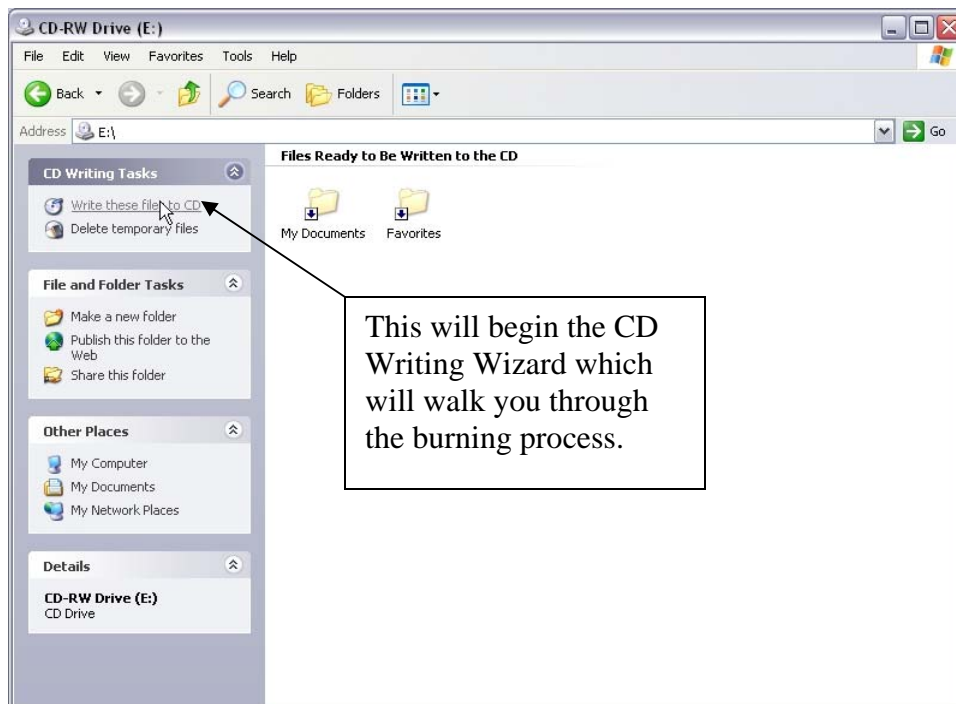 CD-RW Drive (E:)
File Edit View Favorites Tools Help
Back Search Folders
Address E:\ Go
CD Writing Tasks
Write these files to CD
Delete temporary files
File and Folder Tasks
Make a new folder
Publish this folder to the
Web
Share this folder
Other Places
My Computer
My Documents
My Network Places
Details
CD-RW Drive (E:)
CD Drive
Files Ready to Be Written to the CD
My Documents Favorites
This will begin the CD
Writing Wizard which
will walk you through
the burning process.